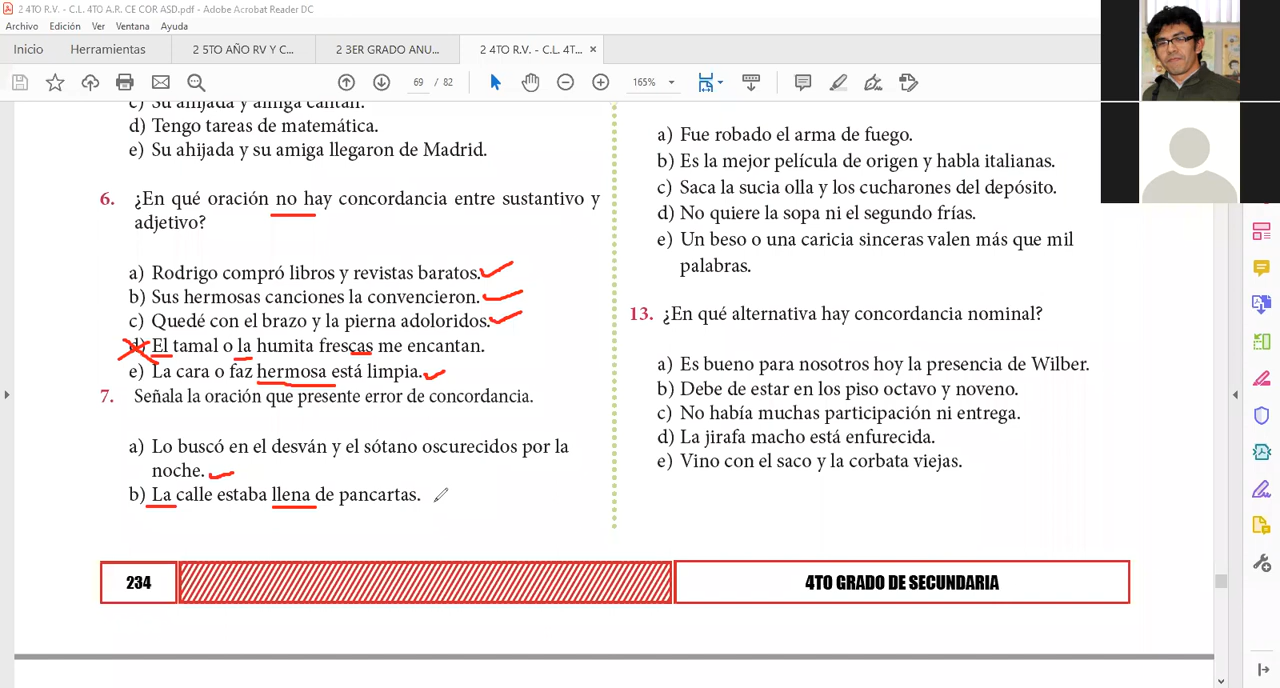 2 4TO R.V. - C.L. 4TO A.R. CE COR ASD.pdf - Adobe Acrobat Reader DC
Archivo Edición Ver Ventana Ayuda
Inicio Herramientas 2 5TO AÑO RV Y C... 2 3ER GRADO ANU... 2 4TO R.V. - C.L. 4T... ×
69 / 82 165%
c) Su ahijada y amiga cantan.
d) Tengo tareas de matemática.
e) Su ahijada y su amiga llegaron de Madrid.
6. ¿En qué oración no hay concordancia entre sustantivo y
adjetivo?
a) Rodrigo compró libros y revistas baratos.
b) Sus hermosas canciones la convencieron.
c) Quedé con el brazo y la pierna adoloridos.
d) El tamal o la humita frescas me encantan.
e) La cara o faz hermosa está limpia.
7. Señala la oración que presente error de concordancia.
a) Lo buscó en el desván y el sótano oscurecidos por la
noche.
b) La calle estaba llena de pancartas.
a) Fue robado el arma de fuego.
b) Es la mejor película de origen y habla italianas.
c) Saca la sucia olla y los cucharones del depósito.
d) No quiere la sopa ni el segundo frías.
e) Un beso o una caricia sinceras valen más que mil
palabras.
13. ¿En qué alternativa hay concordancia nominal?
a) Es bueno para nosotros hoy la presencia de Wilber.
b) Debe de estar en los piso octavo y noveno.
c) No había muchas participación ni entrega.
d) La jirafa macho está enfurecida.
e) Vino con el saco y la corbata viejas.
234
4TO GRADO DE SECUNDARIA